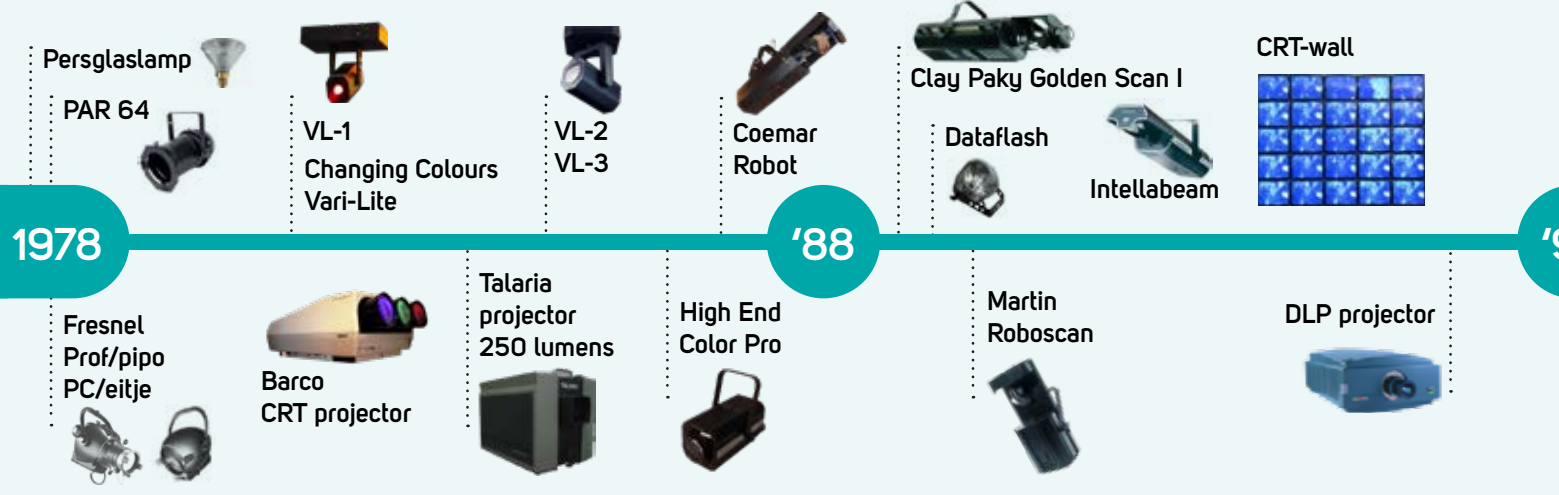 Persglaslamp
PAR 64
VL-1
Changing Colours
Vari-Lite
VL-2
VL-3
Coemar
Robot
Clay Paky Golden Scan I
Dataflash
Intellabeam
CRT-wall
1978
'88
'9
Fresnel
Prof/pipo
PC/eitje
Barco
CRT projector
Talaria
projector
250 lumens
High End
Color Pro
Martin
Roboscan
DLP projector